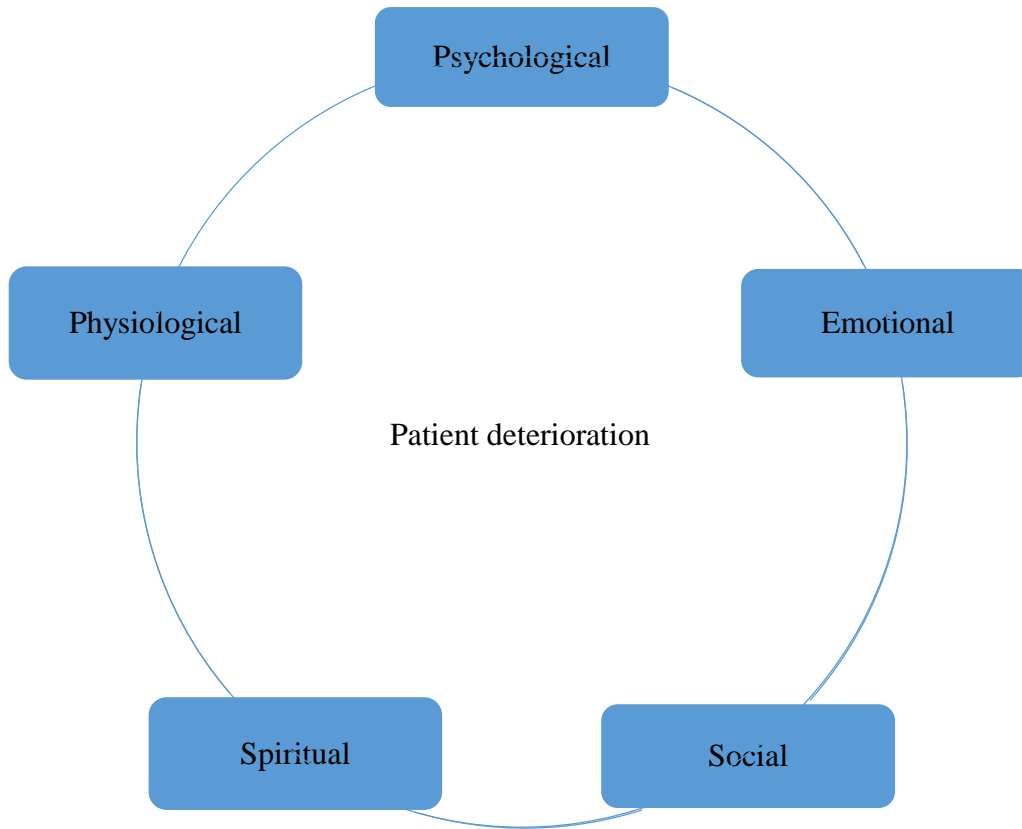 Psychological
Physiological
Emotional
Patient deterioration
Spiritual
Social